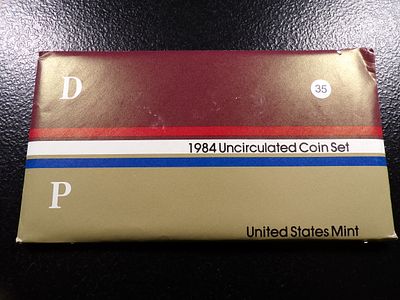 D
35
1984 Uncirculated Coin Set
P
United States Mint